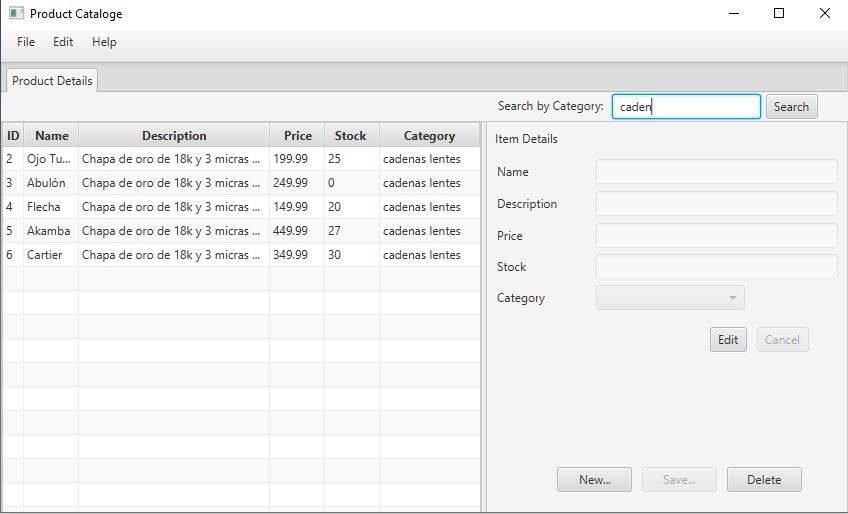 Product Cataloge
File Edit Help
Product Details
Search by Category: caden Search
ID Name Description Price Stock Category
2 Ojo Tu... Chapa de oro de 18k y 3 micras ... 199.99 25 cadenas lentes
3 Abulón Chapa de oro de 18k y 3 micras ... 249.99 0 cadenas lentes
4 Flecha Chapa de oro de 18k y 3 micras ... 149.99 20 cadenas lentes
5 Akamba Chapa de oro de 18k y 3 micras ... 449.99 27 cadenas lentes
6 Cartier Chapa de oro de 18k y 3 micras ... 349.99 30 cadenas lentes
Item Details
Name
Description
Price
Stock
Category
Edit Cancel
New... Save... Delete